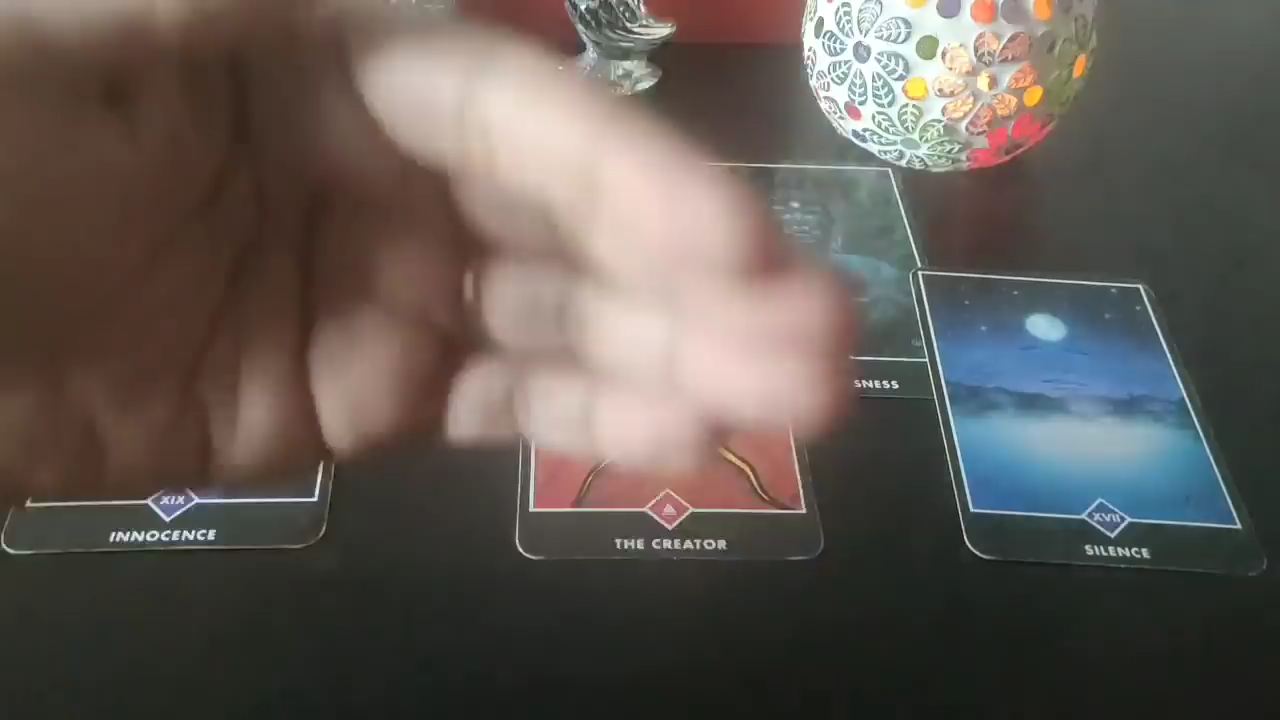 SNESS
XIX
INNOCENCE
THE CREATOR
XVII
SILENCE